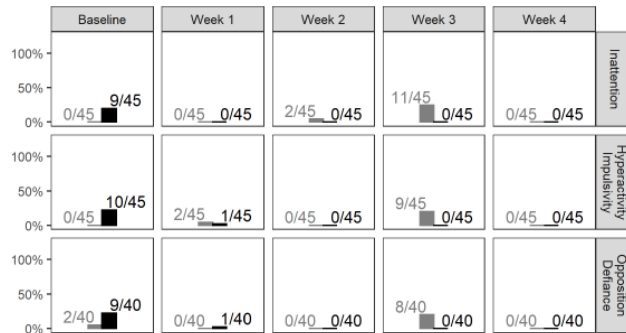 Baseline Week 1 Week 2 Week 3 Week 4
100%
50%
0%
0/45 9/45 0/45 0/45 2/45 0/45 11/45 0/45 0/45 0/45
Inattention
100%
50%
0%
0/45 10/45 2/45 1/45 0/45 0/45 9/45 0/45 0/45 0/45
Hyperactivity
Impulsivity
100%
50%
0%
2/40 9/40 0/40 1/40 0/40 0/40 8/40 0/40 0/40 0/40
Opposition
Defiance